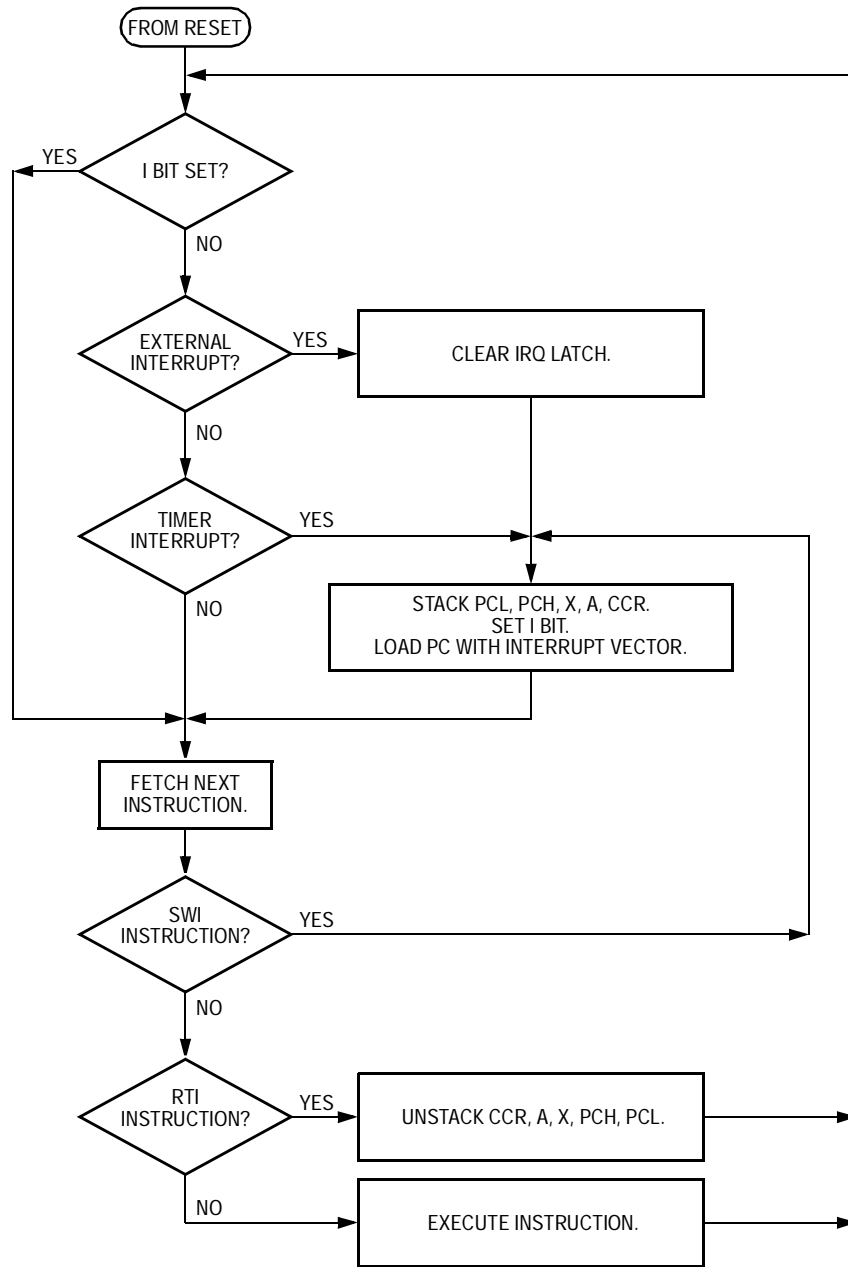 FROM RESET
I BIT SET?
YES
NO
EXTERNAL
INTERRUPT?
YES
CLEAR IRQ LATCH.
NO
TIMER
INTERRUPT?
YES
NO
STACK PCL, PCH, X, A, CCR.
SET I BIT.
LOAD PC WITH INTERRUPT VECTOR.
FETCH NEXT
INSTRUCTION.
SWI
INSTRUCTION?
YES
NO
RTI
INSTRUCTION?
YES
UNSTACK CCR, A, X, PCH, PCL.
NO
EXECUTE INSTRUCTION.